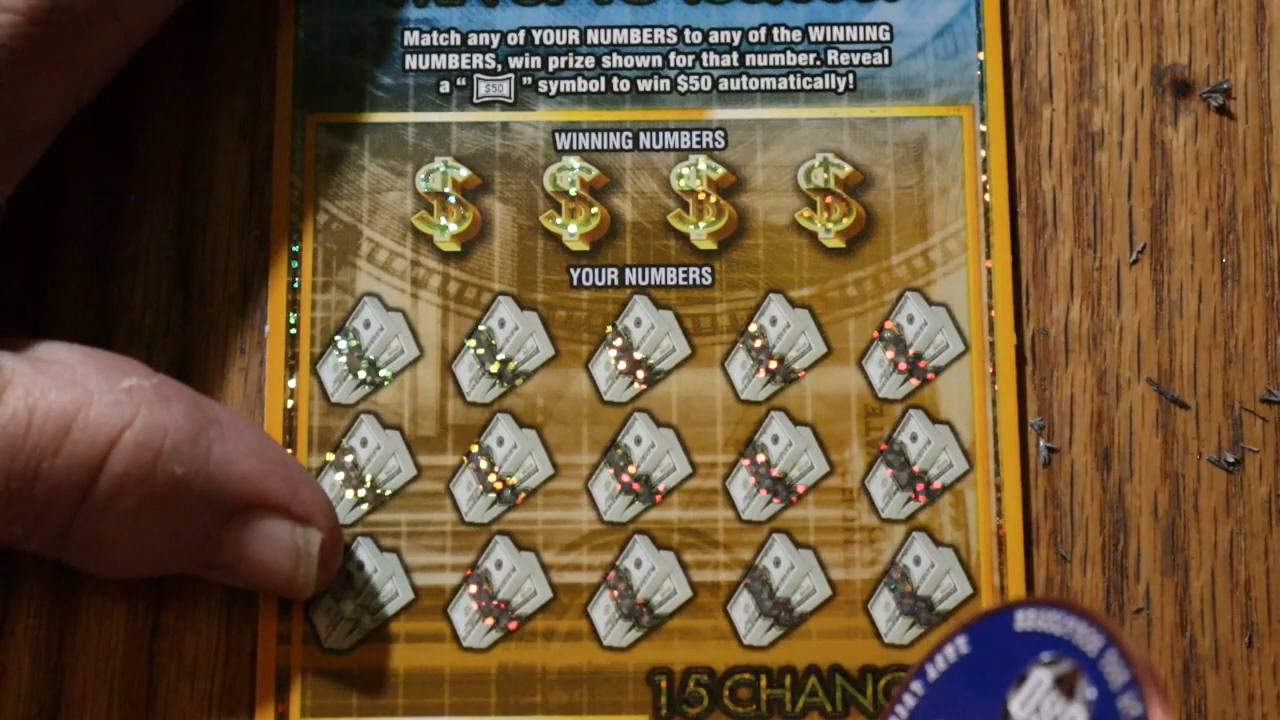 Match any of YOUR NUMBERS to any of the WINNING
NUMBERS, win prize shown for that number. Reveal
a " $50 " symbol to win $50 automatically!
WINNING NUMBERS
$ $ $ $
YOUR NUMBERS
15